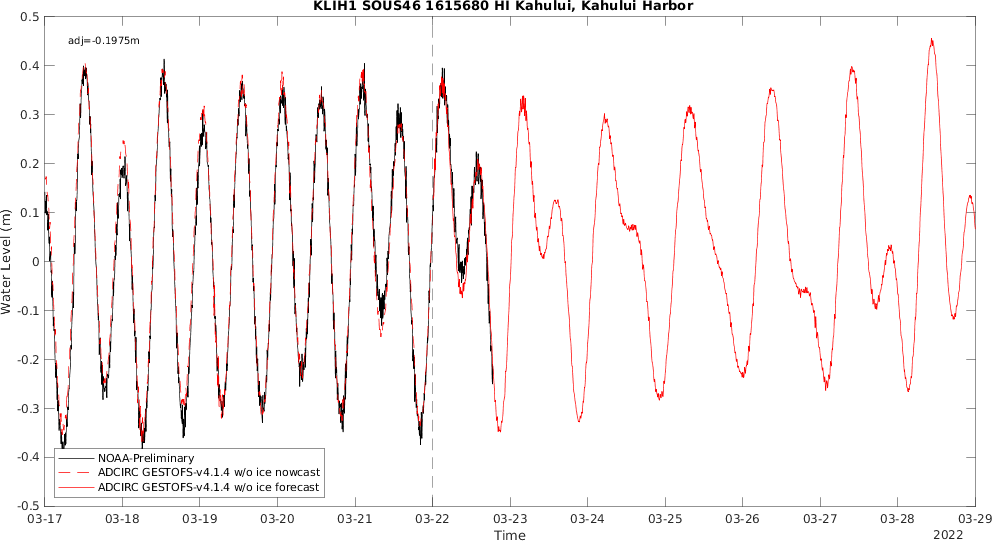 KLIH1 SOUS46 1615680 HI Kahului, Kahului Harbor
0.5
adj=-0.1975m
0.4
0.3
0.2
0.1
0
-0.1
-0.2
-0.3
-0.4
-0.5
Water Level (m)
NOAA-Preliminary
ADCIRC GESTOFS-v4.1.4 w/o ice nowcast
ADCIRC GESTOFS-v4.1.4 w/o ice forecast
03-17 03-18 03-19 03-20 03-21 03-22 03-23 03-24 03-25 03-26 03-27 03-28 03-29
Time
2022